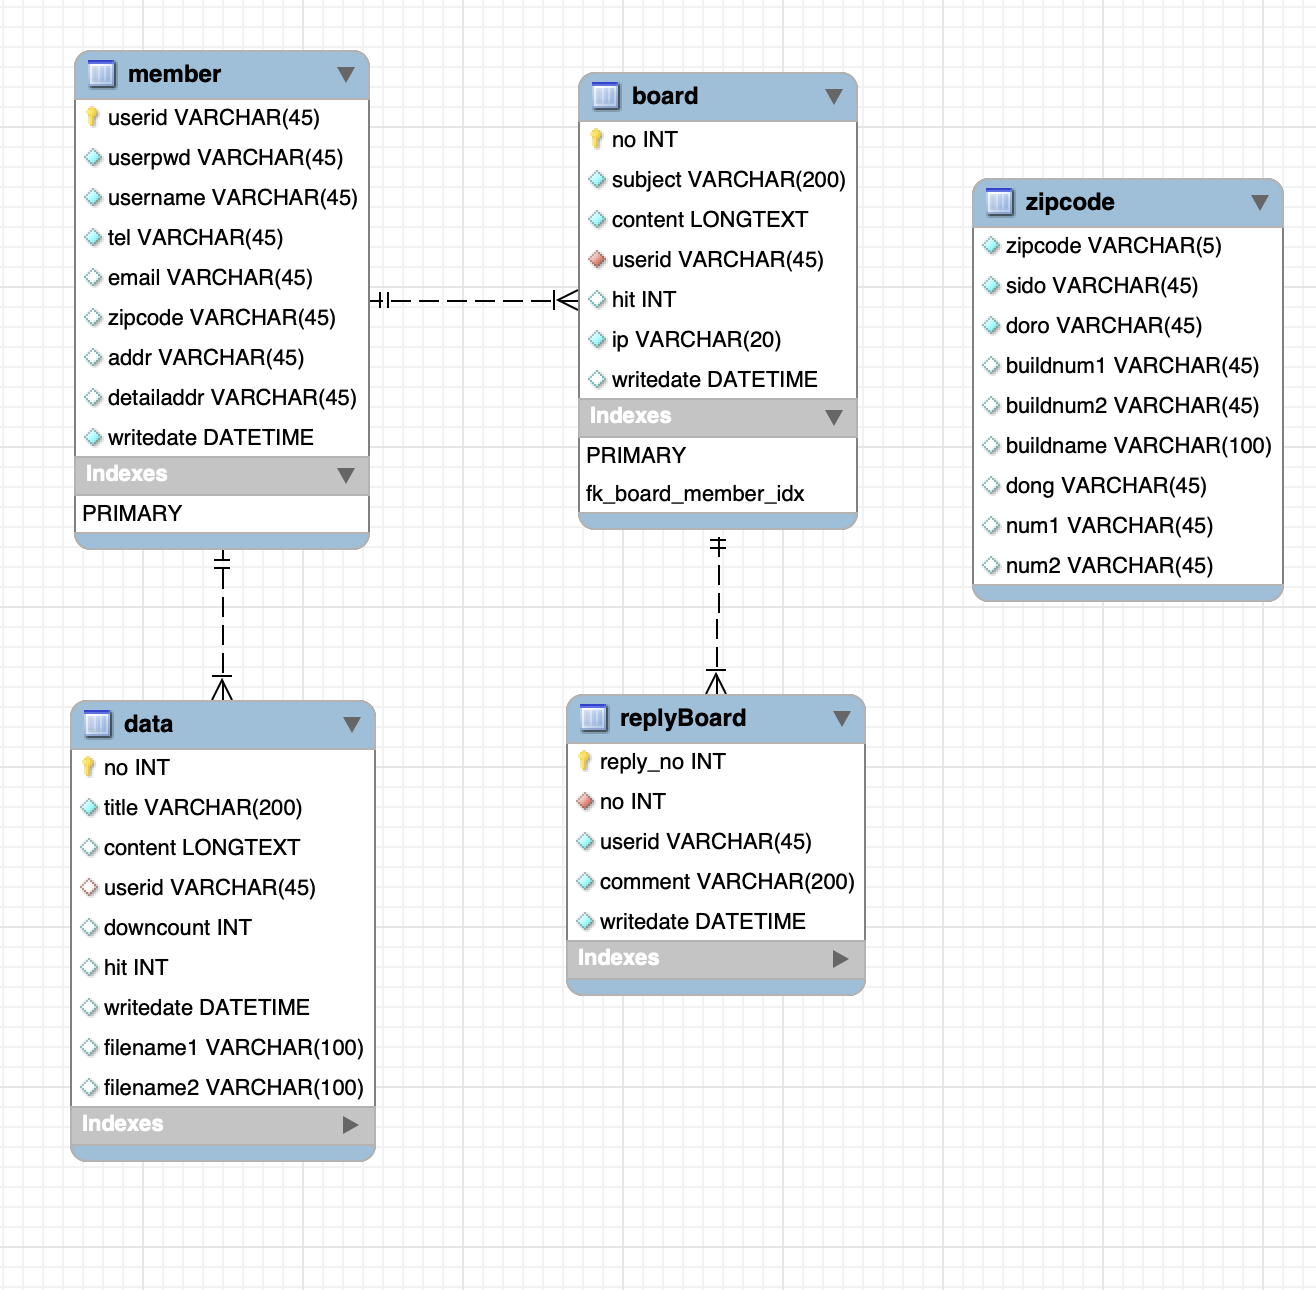 member
userid VARCHAR(45)
userpwd VARCHAR(45)
username VARCHAR(45)
tel VARCHAR(45)
email VARCHAR(45)
zipcode VARCHAR(45)
addr VARCHAR(45)
detailaddr VARCHAR(45)
writedate DATETIME
Indexes
PRIMARY
board
no INT
subject VARCHAR(200)
content LONGTEXT
userid VARCHAR(45)
hit INT
ip VARCHAR(20)
writedate DATETIME
Indexes
PRIMARY
fk_board_member_idx
zipcode
zipcode VARCHAR(5)
sido VARCHAR(45)
doro VARCHAR(45)
buildnum1 VARCHAR(45)
buildnum2 VARCHAR(45)
buildname VARCHAR(100)
dong VARCHAR(45)
num1 VARCHAR(45)
num2 VARCHAR(45)
data
no INT
title VARCHAR(200)
content LONGTEXT
userid VARCHAR(45)
downcount INT
hit INT
writedate DATETIME
filename1 VARCHAR(100)
filename2 VARCHAR(100)
Indexes
replyBoard
reply_no INT
no INT
userid VARCHAR(45)
comment VARCHAR(200)
writedate DATETIME
Indexes